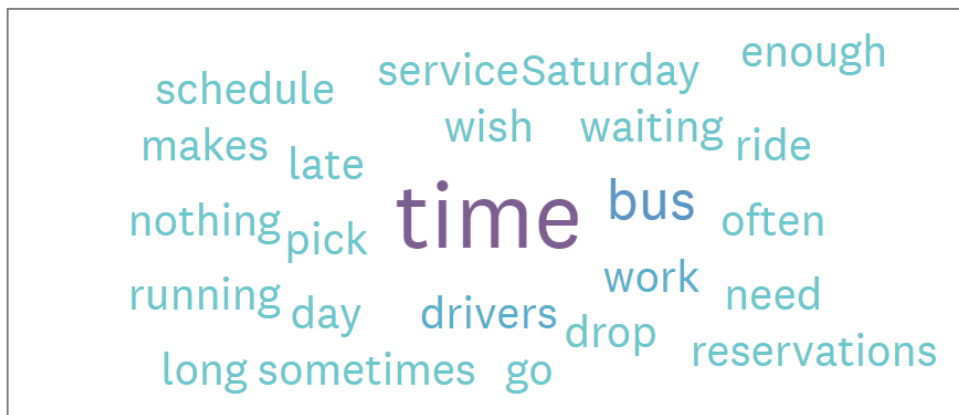 enough
serviceSaturday
schedule
wish waiting
makes late ride
time bus
nothing pick often
work
running day drivers need
drop
reservations
long sometimes go